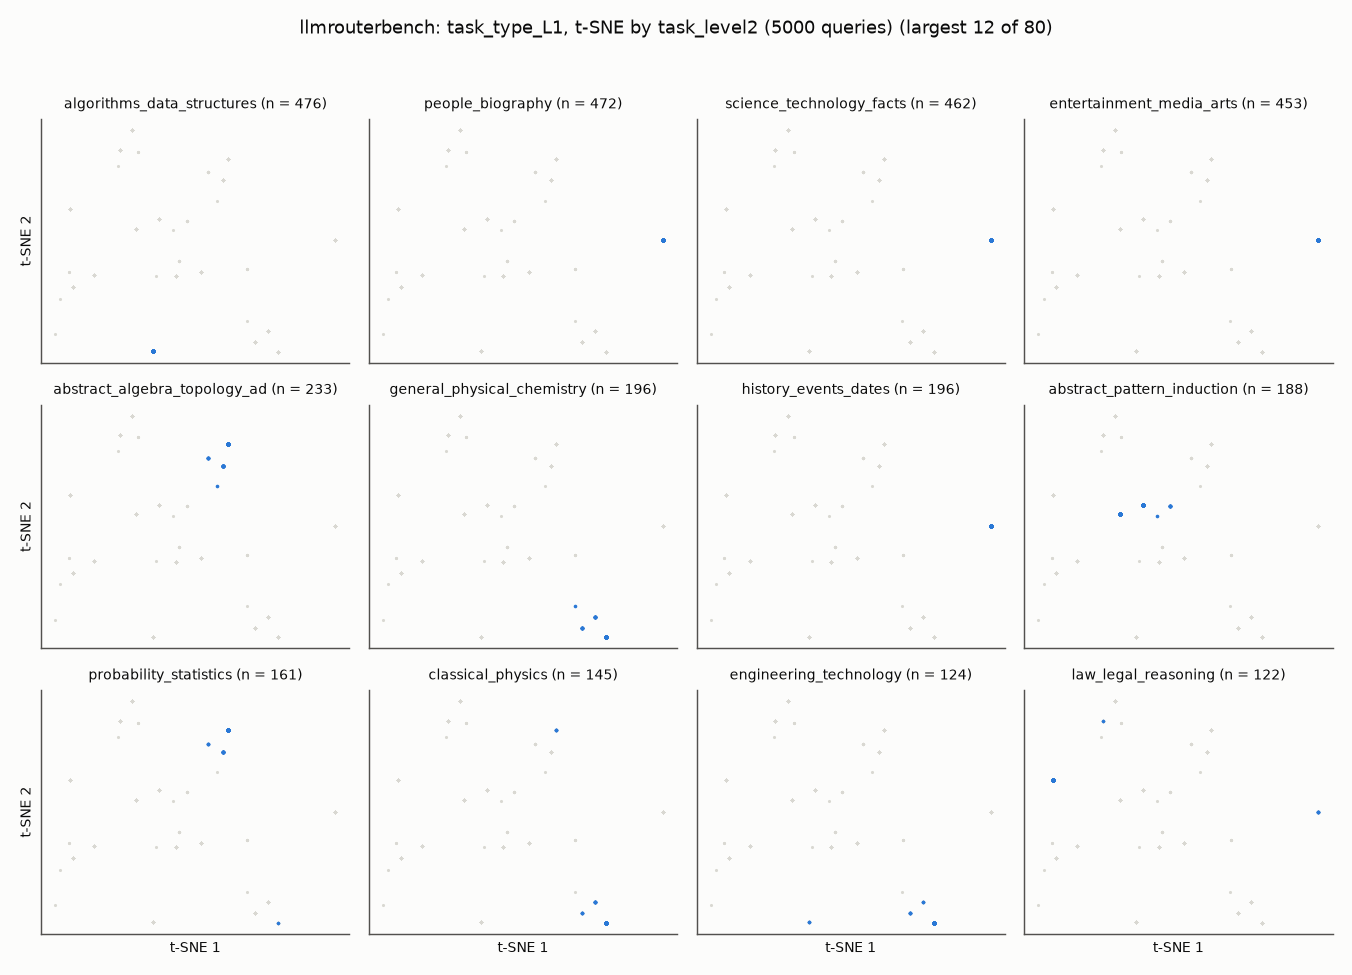 llmrouterbench: task_type_L1, t-SNE by task_level2 (5000 queries) (largest 12 of 80)
algorithms_data_structures (n = 476)
people_biography (n = 472)
science_technology_facts (n = 462)
entertainment_media_arts (n = 453)
t-SNE 2
abstract_algebra_topology_ad (n = 233)
general_physical_chemistry (n = 196)
history_events_dates (n = 196)
abstract_pattern_induction (n = 188)
t-SNE 2
probability_statistics (n = 161)
classical_physics (n = 145)
engineering_technology (n = 124)
law_legal_reasoning (n = 122)
t-SNE 2
t-SNE 1
t-SNE 1
t-SNE 1
t-SNE 1